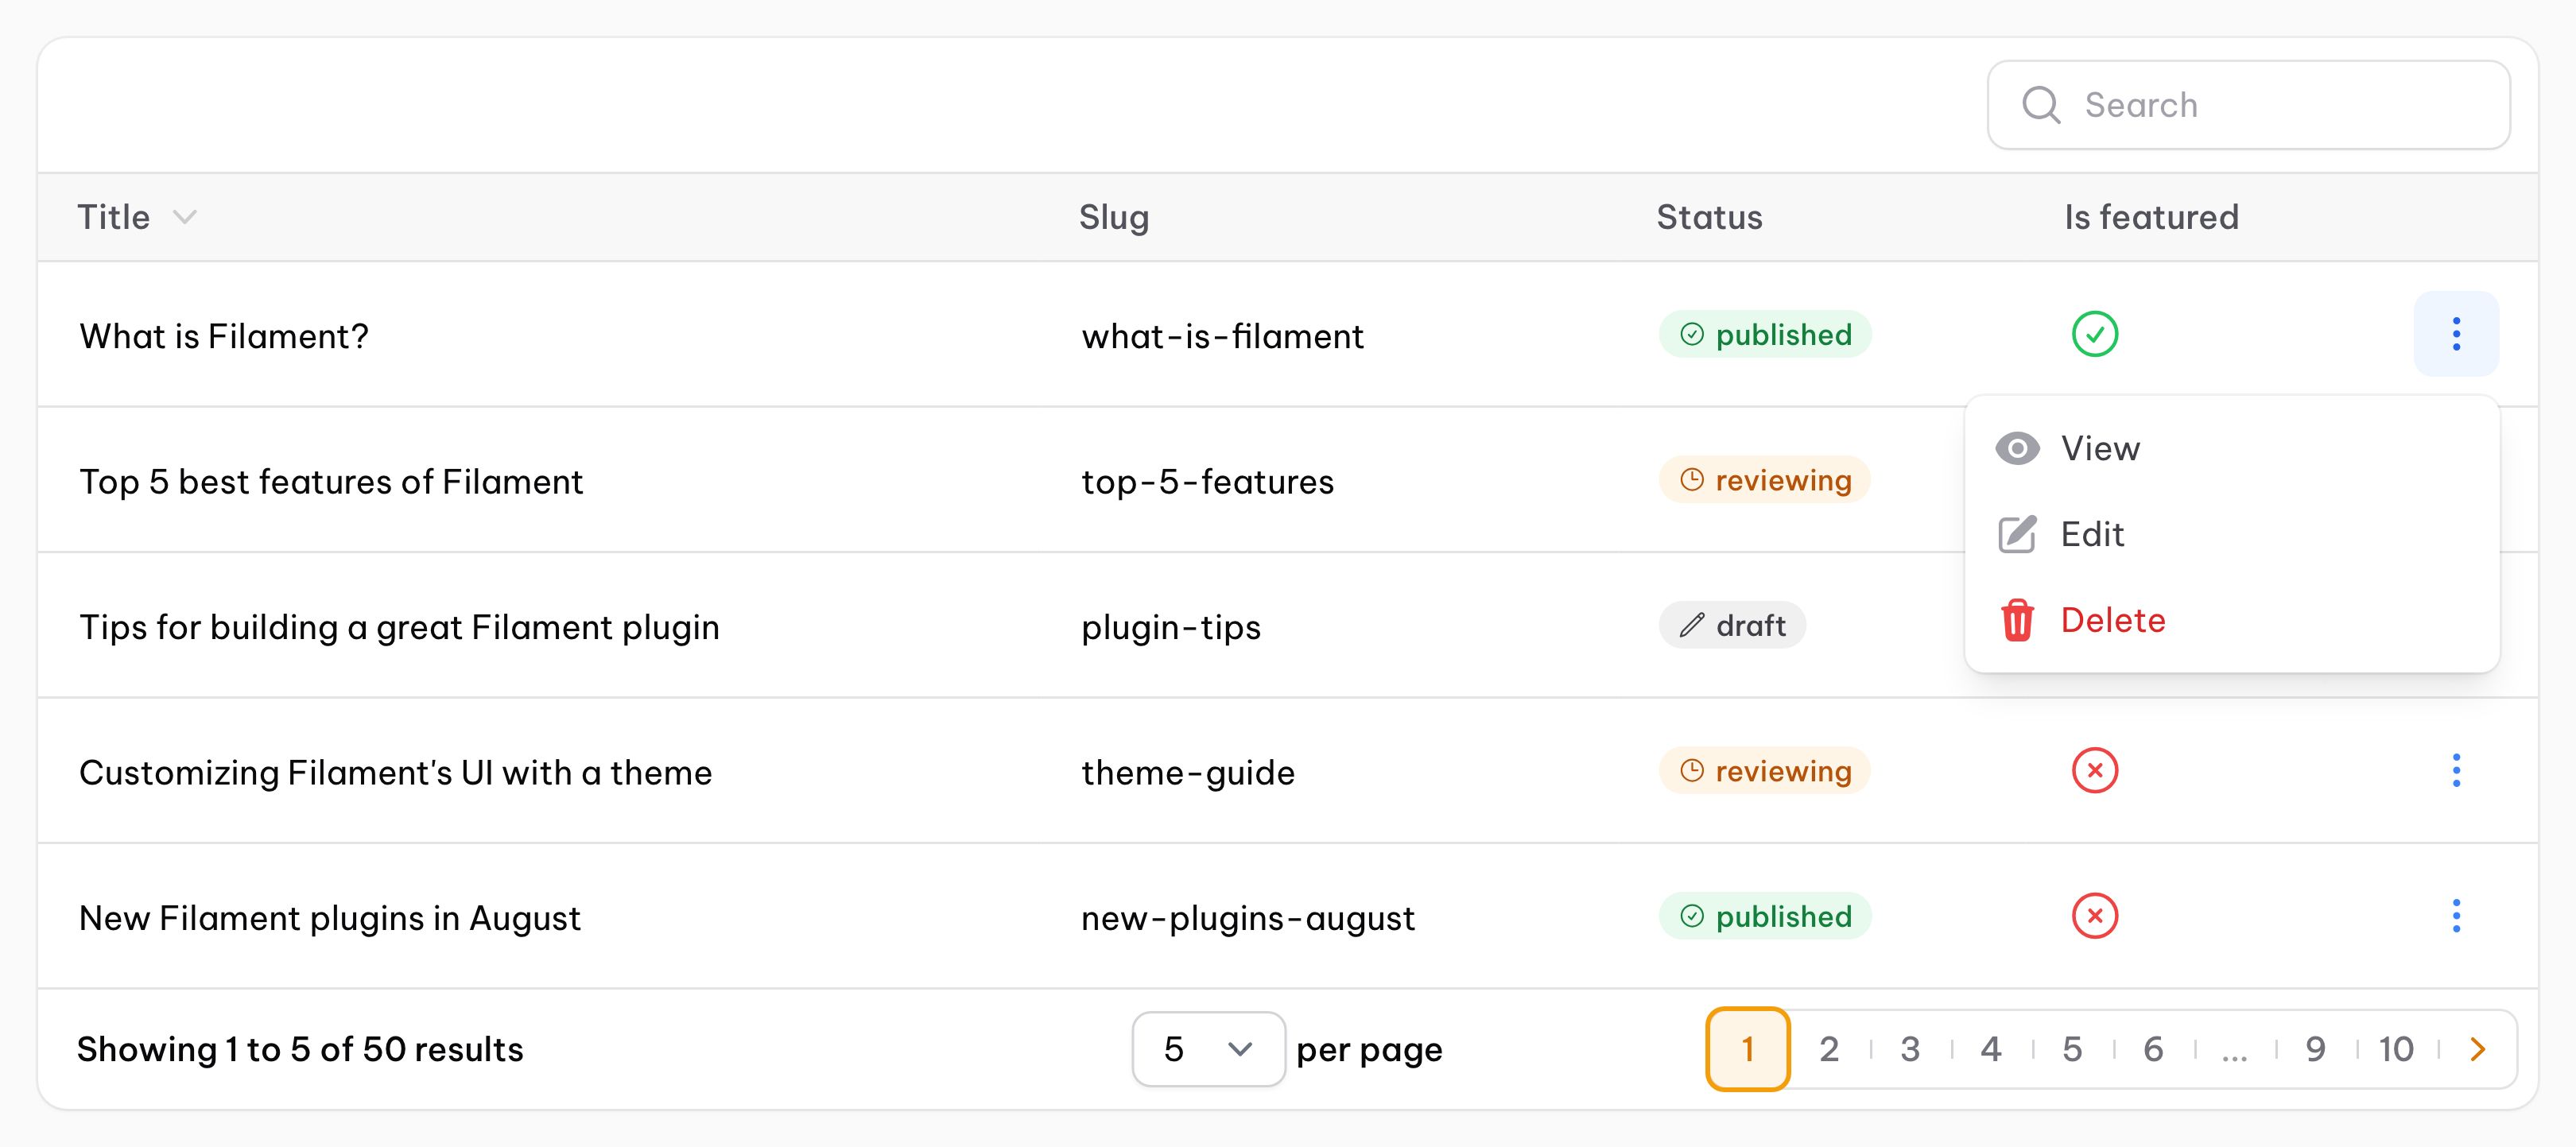 Search
Title Slug Status Is featured
What is Filament? what-is-filament published
View
Top 5 best features of Filament top-5-features reviewing
Edit
Tips for building a great Filament plugin plugin-tips draft
Delete
Customizing Filament's UI with a theme theme-guide reviewing
New Filament plugins in August new-plugins-august published
Showing 1 to 5 of 50 results 5 per page 1 2 3 4 5 6 ... 9 10